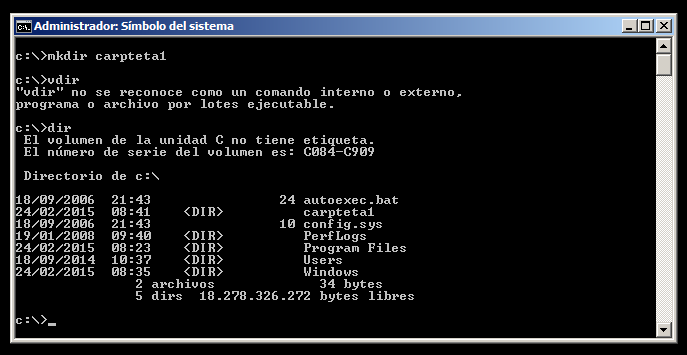 Administrador: Símbolo del sistema
c:\>mkdir carpteta1
c:\>vdir
"vdir" no se reconoce como un comando interno o externo,
programa o archivo por lotes ejecutable.
c:\>dir
El volumen de la unidad C no tiene etiqueta.
El número de serie del volumen es: C084-C909
Directorio de c:\
18/09/2006  21:43                24 autoexec.bat
24/02/2015  08:41    <DIR>          carpteta1
18/09/2006  21:43                10 config.sys
19/01/2008  09:40    <DIR>          PerfLogs
24/02/2015  08:23    <DIR>          Program Files
18/09/2014  10:37    <DIR>          Users
24/02/2015  08:35    <DIR>          Windows
2 archivos             34 bytes
5 dirs  18.278.326.272 bytes libres
c:\>_